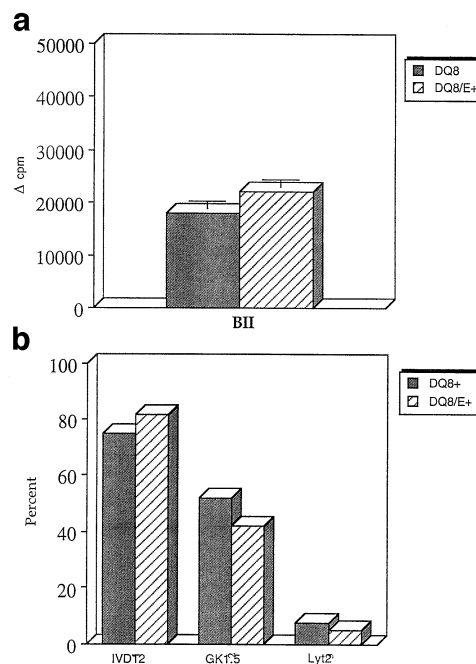 a
50000
40000
30000
20000
10000
0
Δ cpm
DQ8
DQ8/E+
BII
b
100
80
60
40
20
0
Percent
DQ8+
DQ8/E+
IVDT2
GK1.5
Lyt2